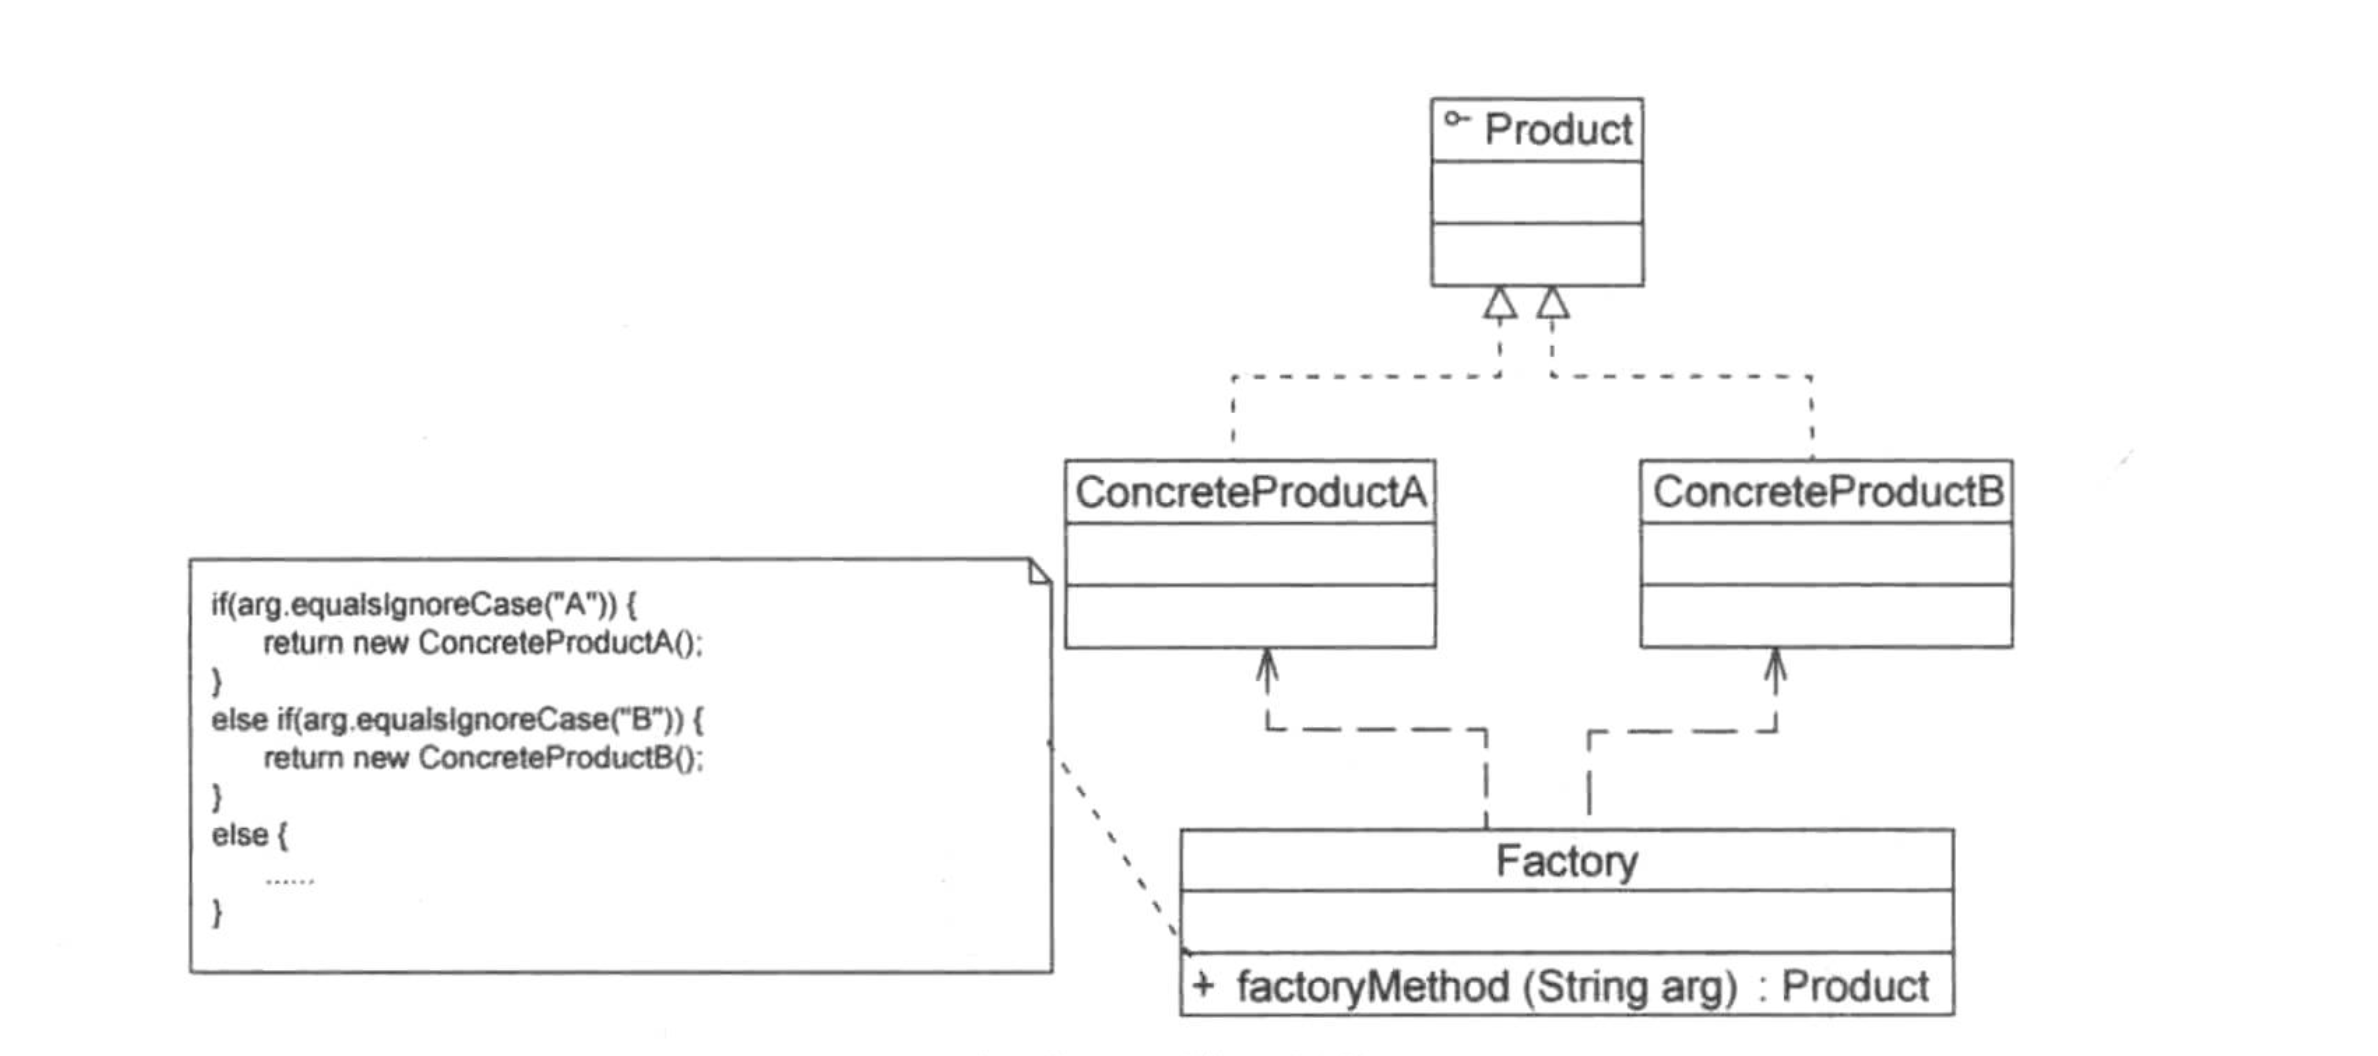 Product
ConcreteProductA
ConcreteProductB
if(arg.equalsIgnoreCase("A")) {
return new ConcreteProductA();
}
else if(arg.equalsIgnoreCase("B")) {
return new ConcreteProductB();
}
else {
......
}
Factory
+ factoryMethod (String arg) : Product